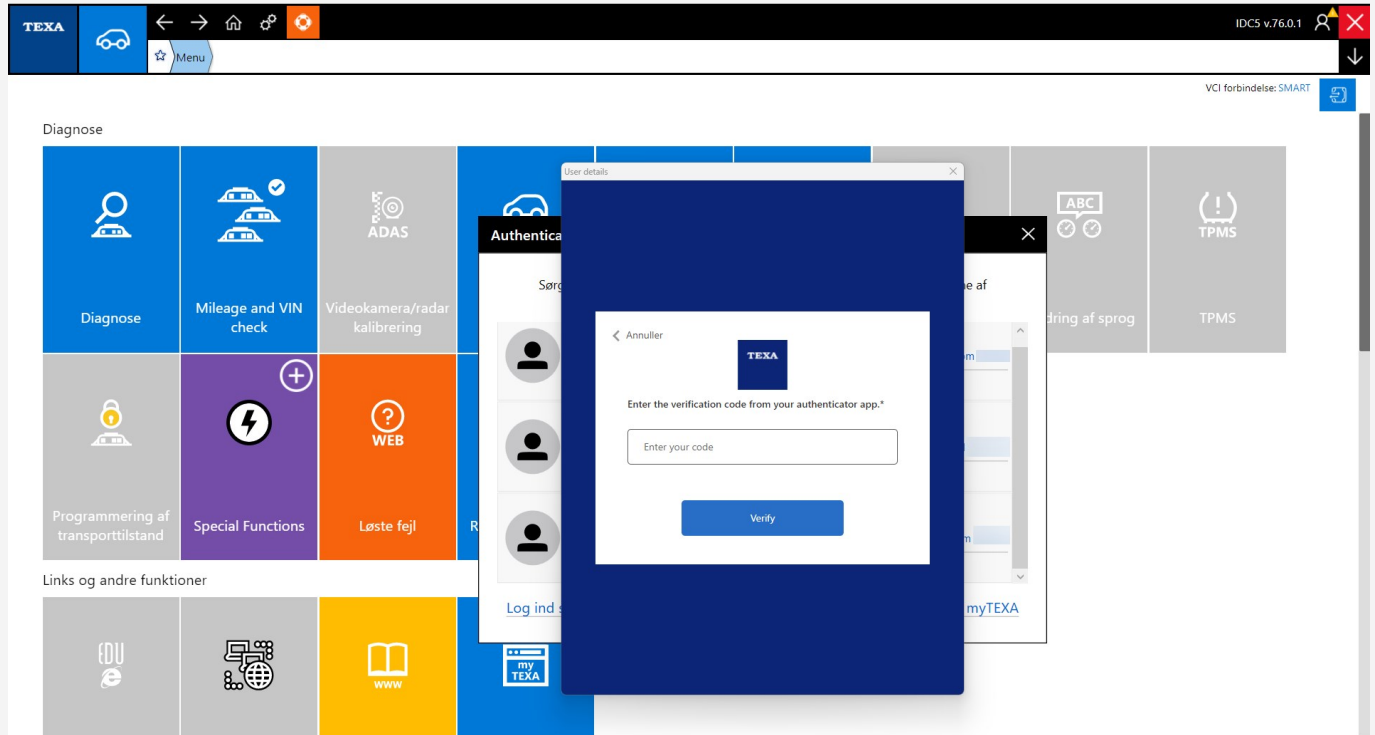 TEXA
IDC5 v.76.0.1
Menu
VCI forbindelse: SMART
Diagnose
ADAS
ABC
TPMS
Diagnose
Mileage and VIN
check
Videokamera/radar
kalibrering
dring af sprog
TPMS
User details
Authentica
Sørg
ne af
Annuller
TEXA
Enter the verification code from your authenticator app.*
Enter your code
Verify
om
m
WEB
Programmering af
transporttilstand
Special Functions
Løste fejl
R
Links og andre funktioner
Log ind s
myTEXA
EDU
www
my
TEXA